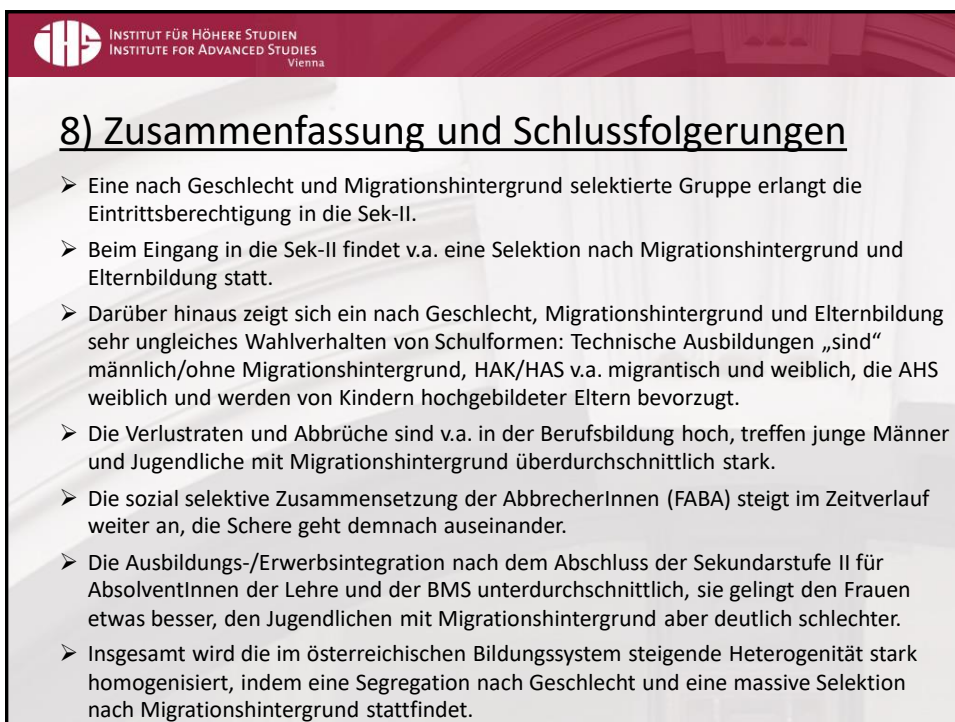 iHS
INSTITUT FÜR HÖHERE STUDIEN
INSTITUTE FOR ADVANCED STUDIES
Vienna
8) Zusammenfassung und Schlussfolgerungen
➢ Eine nach Geschlecht und Migrationshintergrund selektierte Gruppe erlangt die
Eintrittsberechtigung in die Sek-II.
➢ Beim Eingang in die Sek-II findet v.a. eine Selektion nach Migrationshintergrund und
Elternbildung statt.
➢ Darüber hinaus zeigt sich ein nach Geschlecht, Migrationshintergrund und Elternbildung
sehr ungleiches Wahlverhalten von Schulformen: Technische Ausbildungen „sind“
männlich/ohne Migrationshintergrund, HAK/HAS v.a. migrantisch und weiblich, die AHS
weiblich und werden von Kindern hochgebildeter Eltern bevorzugt.
➢ Die Verlustraten und Abbrüche sind v.a. in der Berufsbildung hoch, treffen junge Männer
und Jugendliche mit Migrationshintergrund überdurchschnittlich stark.
➢ Die sozial selektive Zusammensetzung der AbbrecherInnen (FABA) steigt im Zeitverlauf
weiter an, die Schere geht demnach auseinander.
➢ Die Ausbildungs-/Erwerbsintegration nach dem Abschluss der Sekundarstufe II für
AbsolventInnen der Lehre und der BMS unterdurchschnittlich, sie gelingt den Frauen
etwas besser, den Jugendlichen mit Migrationshintergrund aber deutlich schlechter.
➢ Insgesamt wird die im österreichischen Bildungssystem steigende Heterogenität stark
homogenisiert, indem eine Segregation nach Geschlecht und eine massive Selektion
nach Migrationshintergrund stattfindet.